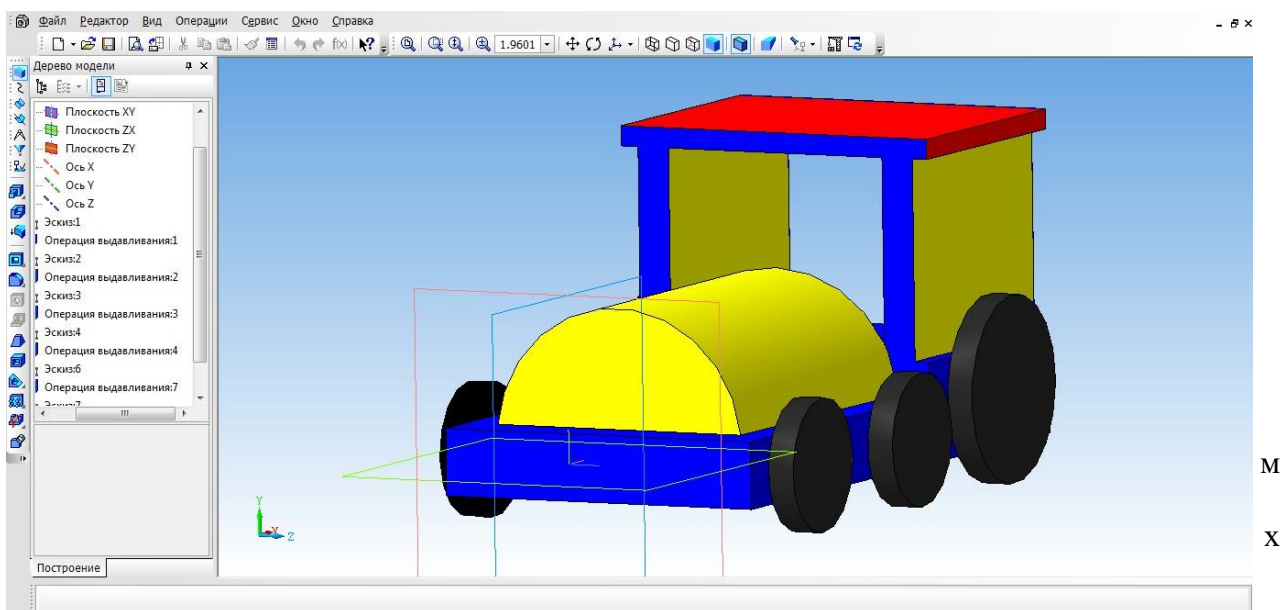 Файл Редактор Вид Операции Сервис Окно Справка
1.9601
Дерево модели
Плоскость XY
Плоскость ZX
Плоскость ZY
Ось X
Ось Y
Ось Z
Эскиз:1
Операция выдавливания:1
Эскиз:2
Операция выдавливания:2
Эскиз:3
Операция выдавливания:3
Эскиз:4
Операция выдавливания:4
Эскиз:6
Операция выдавливания:7
Эскиз:7
Построение
Y
X
Z
м
х